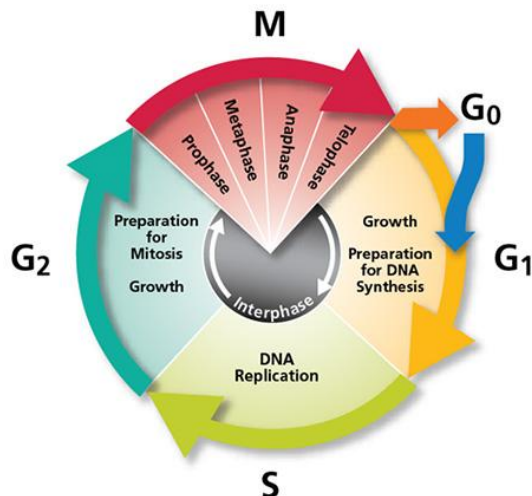 M
Prophase
Metaphase
Anaphase
Telophase
G₀
G₁
Growth
Preparation
for DNA
Synthesis
S
DNA
Replication
G₂
Preparation
for
Mitosis
Growth
Interphase